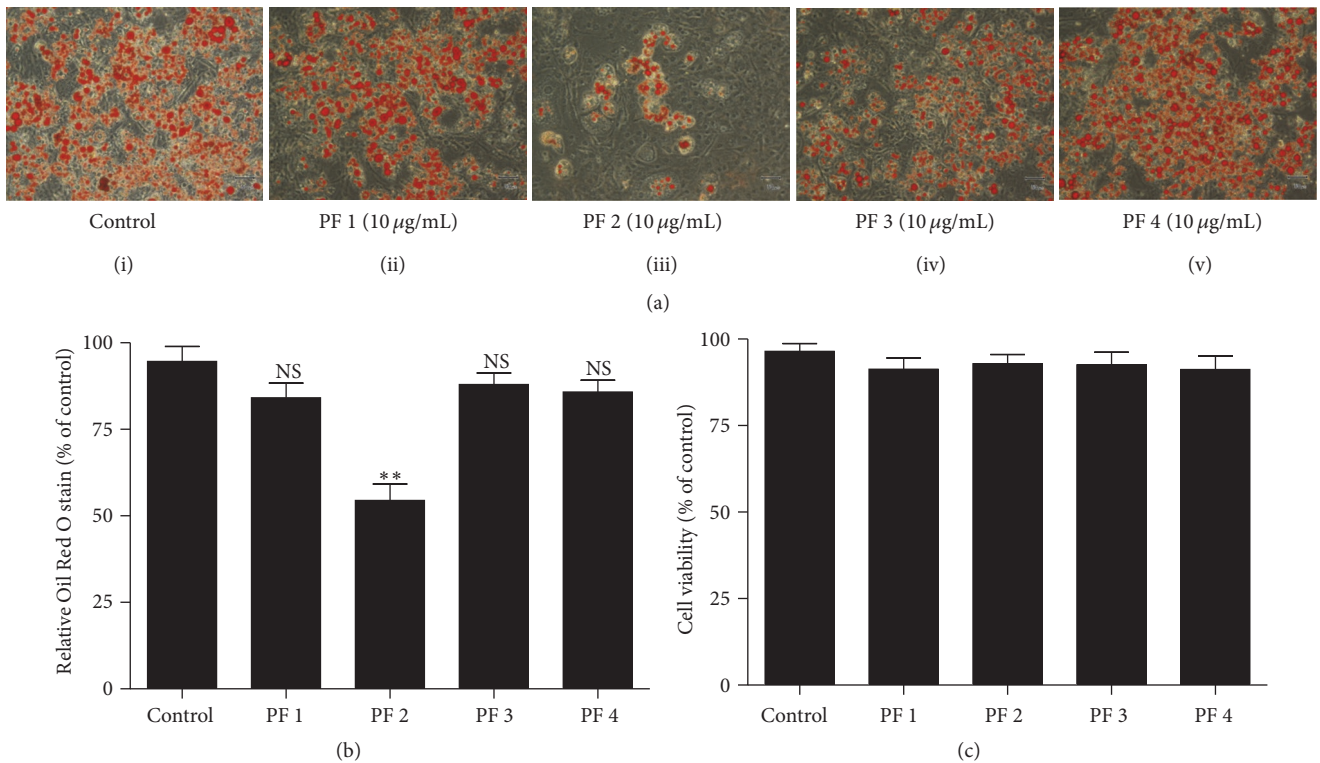 Control
PF 1 (10 μg/mL)
PF 2 (10 μg/mL)
PF 3 (10 μg/mL)
PF 4 (10 μg/mL)
(i)
(ii)
(iii)
(iv)
(v)
(a)
Relative Oil Red O stain (% of control)
100
75
50
25
0
NS
**
NS
NS
Control
PF 1
PF 2
PF 3
PF 4
(b)
Cell viability (% of control)
100
75
50
25
0
Control
PF 1
PF 2
PF 3
PF 4
(c)